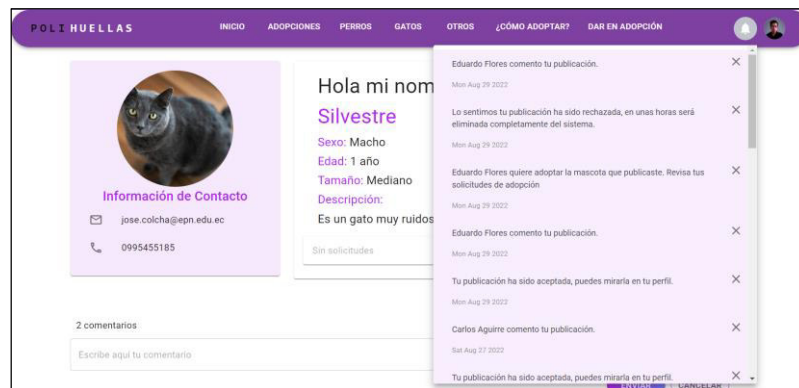 POLI HUELLAS
INICIO ADOPCIONES PERROS GATOS OTROS ¿CÓMO ADOPTAR? DAR EN ADOPCIÓN
Información de Contacto
jose.colcha@epn.edu.ec
0995455185
Hola mi nom
Silvestre
Sexo: Macho
Edad: 1 año
Tamaño: Mediano
Descripción:
Es un gato muy ruidos
Sin solicitudes
Eduardo Flores comento tu publicación.
Mon Aug 29 2022
Lo sentimos tu publicación ha sido rechazada, en unas horas será
eliminada completamente del sistema.
Mon Aug 29 2022
Eduardo Flores quiere adoptar la mascota que publicaste. Revisa tus
solicitudes de adopción
Mon Aug 29 2022
Eduardo Flores comento tu publicación.
Mon Aug 29 2022
Tu publicación ha sido aceptada, puedes mirarla en tu perfil.
Mon Aug 29 2022
Carlos Aguirre comento tu publicación.
Sat Aug 27 2022
Tu publicación ha sido aceptada, puedes mirarla en tu perfil.
2 comentarios
Escribe aquí tu comentario
ENVIAR CANCELAR